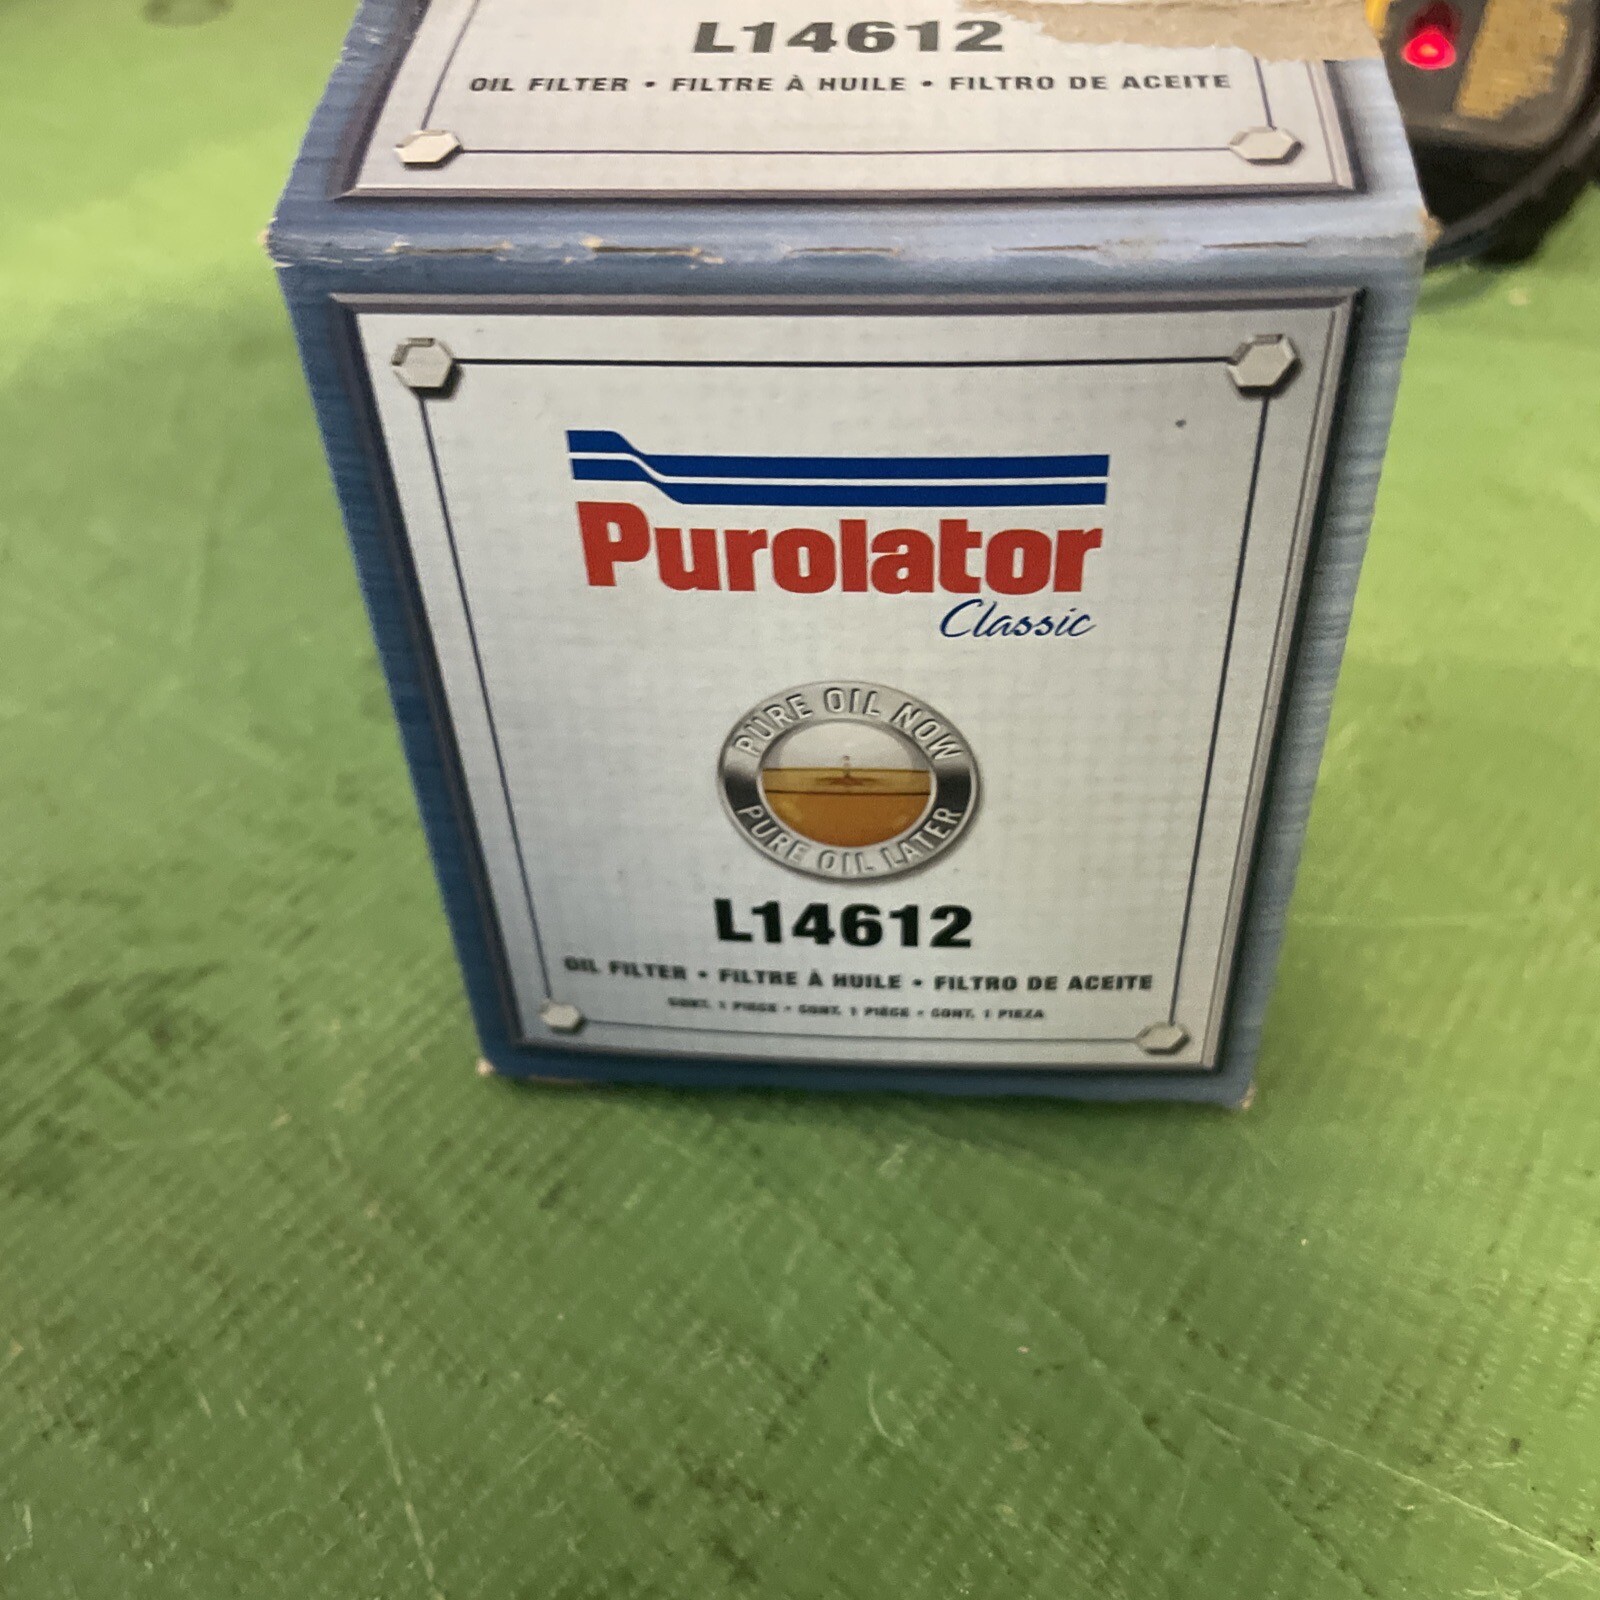 L14612
OIL FILTER • FILTRE À HUILE • FILTRO DE ACEITE
Purolator
Classic
PURE OIL NOW
PURE OIL LATER
L14612
OIL FILTER • FILTRE À HUILE • FILTRO DE ACEITE
CONT. 1 PIECE • CONT. 1 PIÈCE • CONT. 1 PIEZA